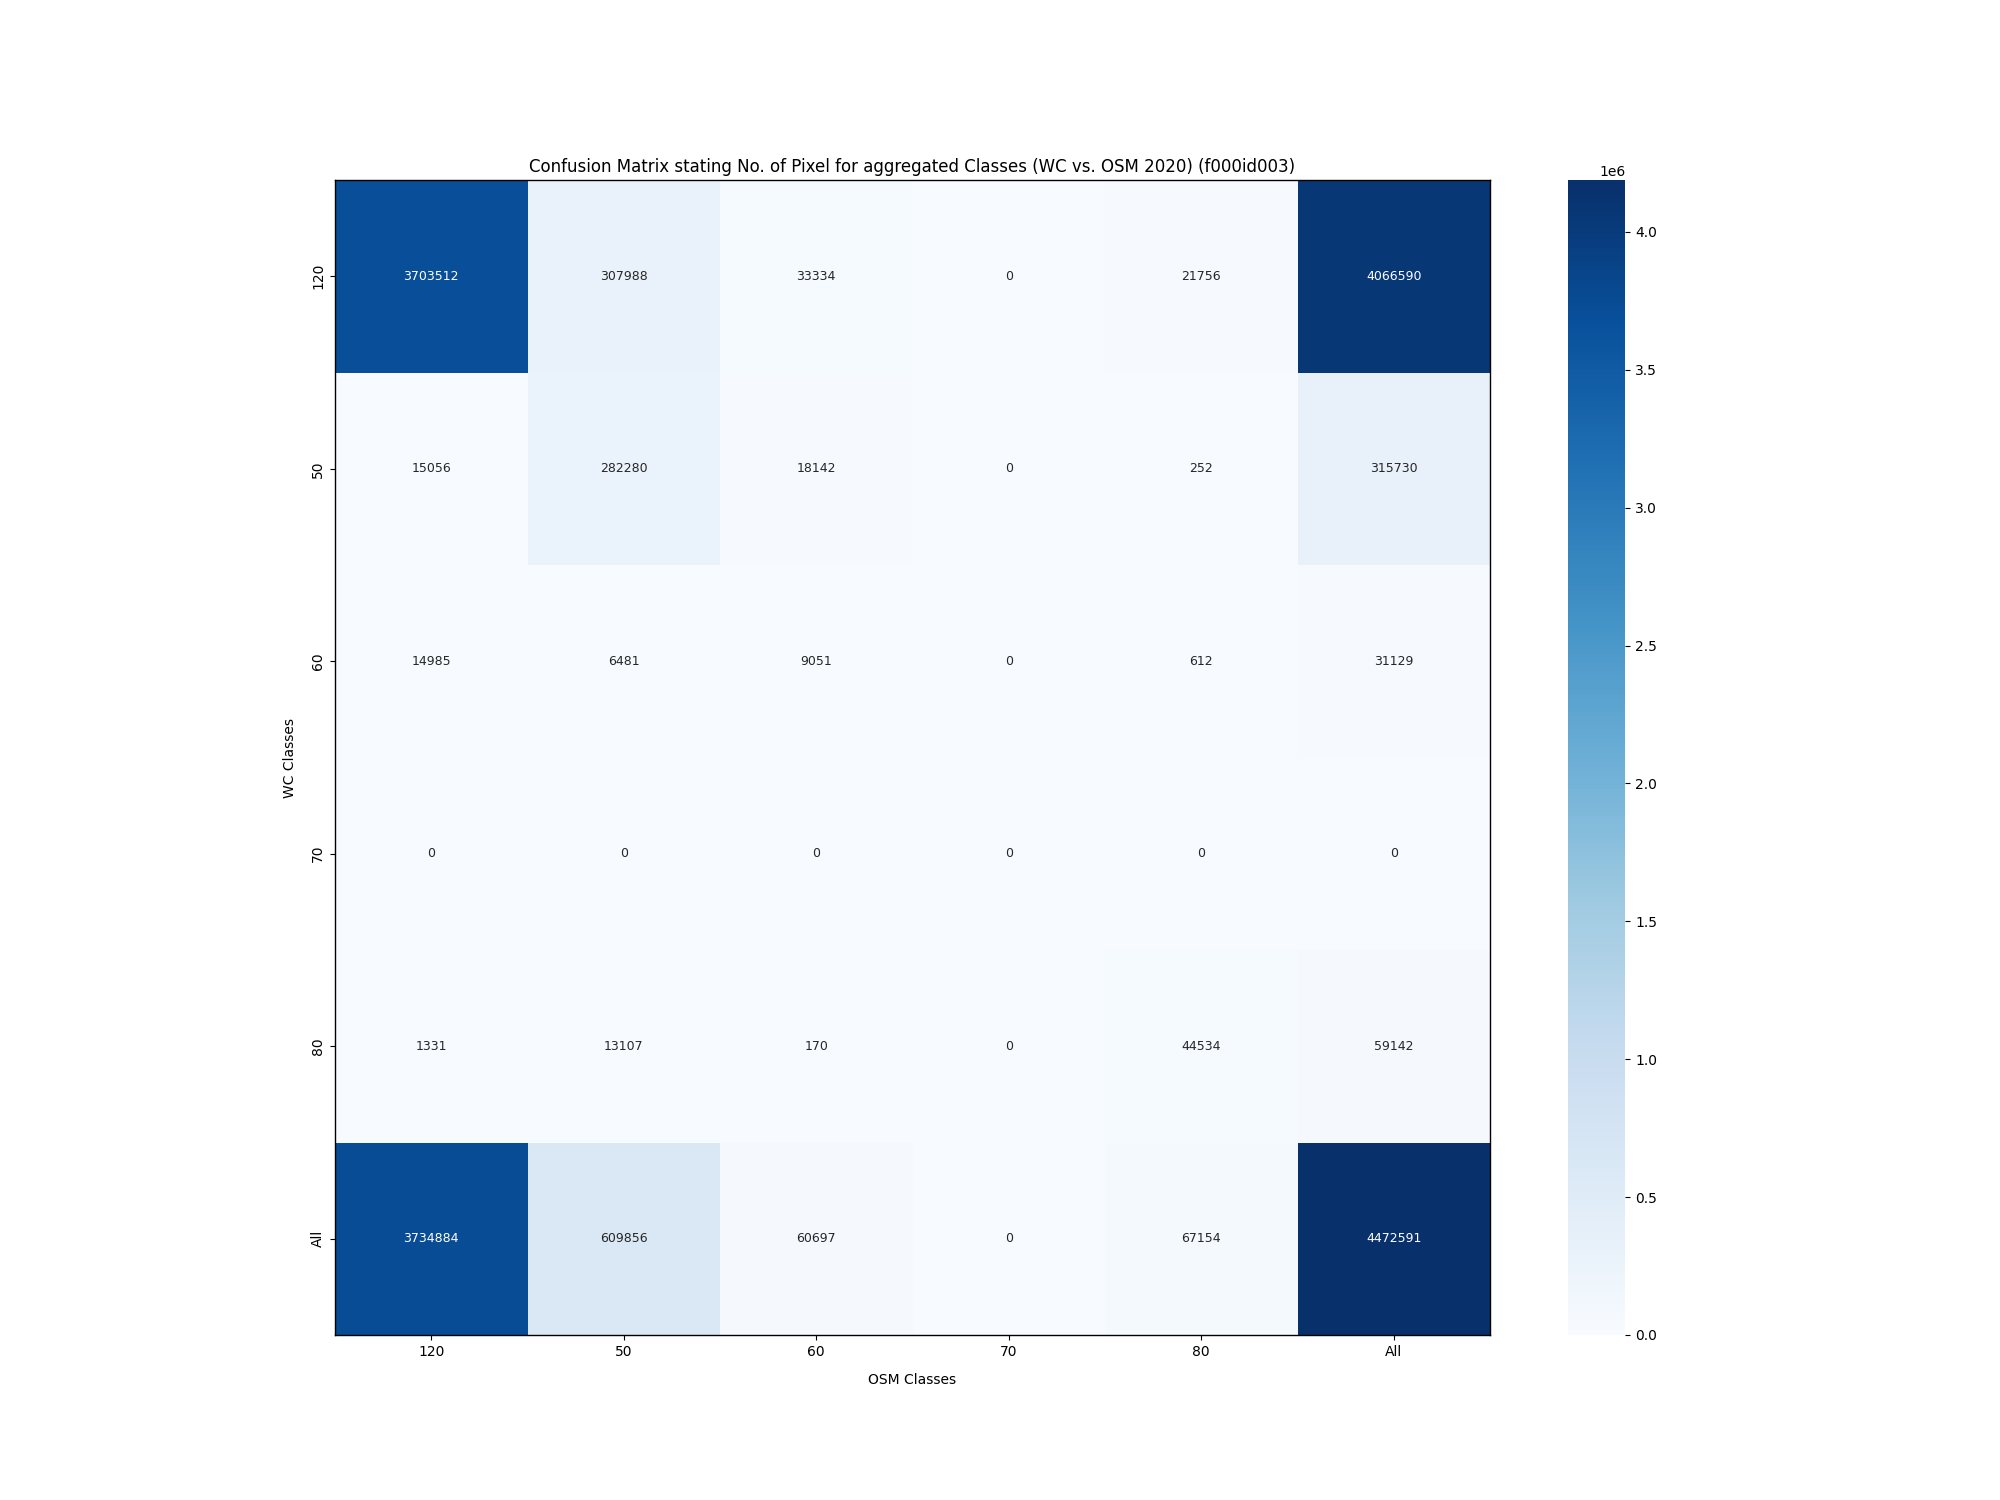 Confusion Matrix stating No. of Pixel for aggregated Classes (WC vs. OSM 2020) (f000id003)
1e6
120 3703512 307988 33334 0 21756 4066590
50 15056 282280 18142 0 252 315730
60 14985 6481 9051 0 612 31129
70 0 0 0 0 0 0
80 1331 13107 170 0 44534 59142
All 3734884 609856 60697 0 67154 4472591
120 50 60 70 80 All
WC Classes
OSM Classes
4.0
3.5
3.0
2.5
2.0
1.5
1.0
0.5
0.0